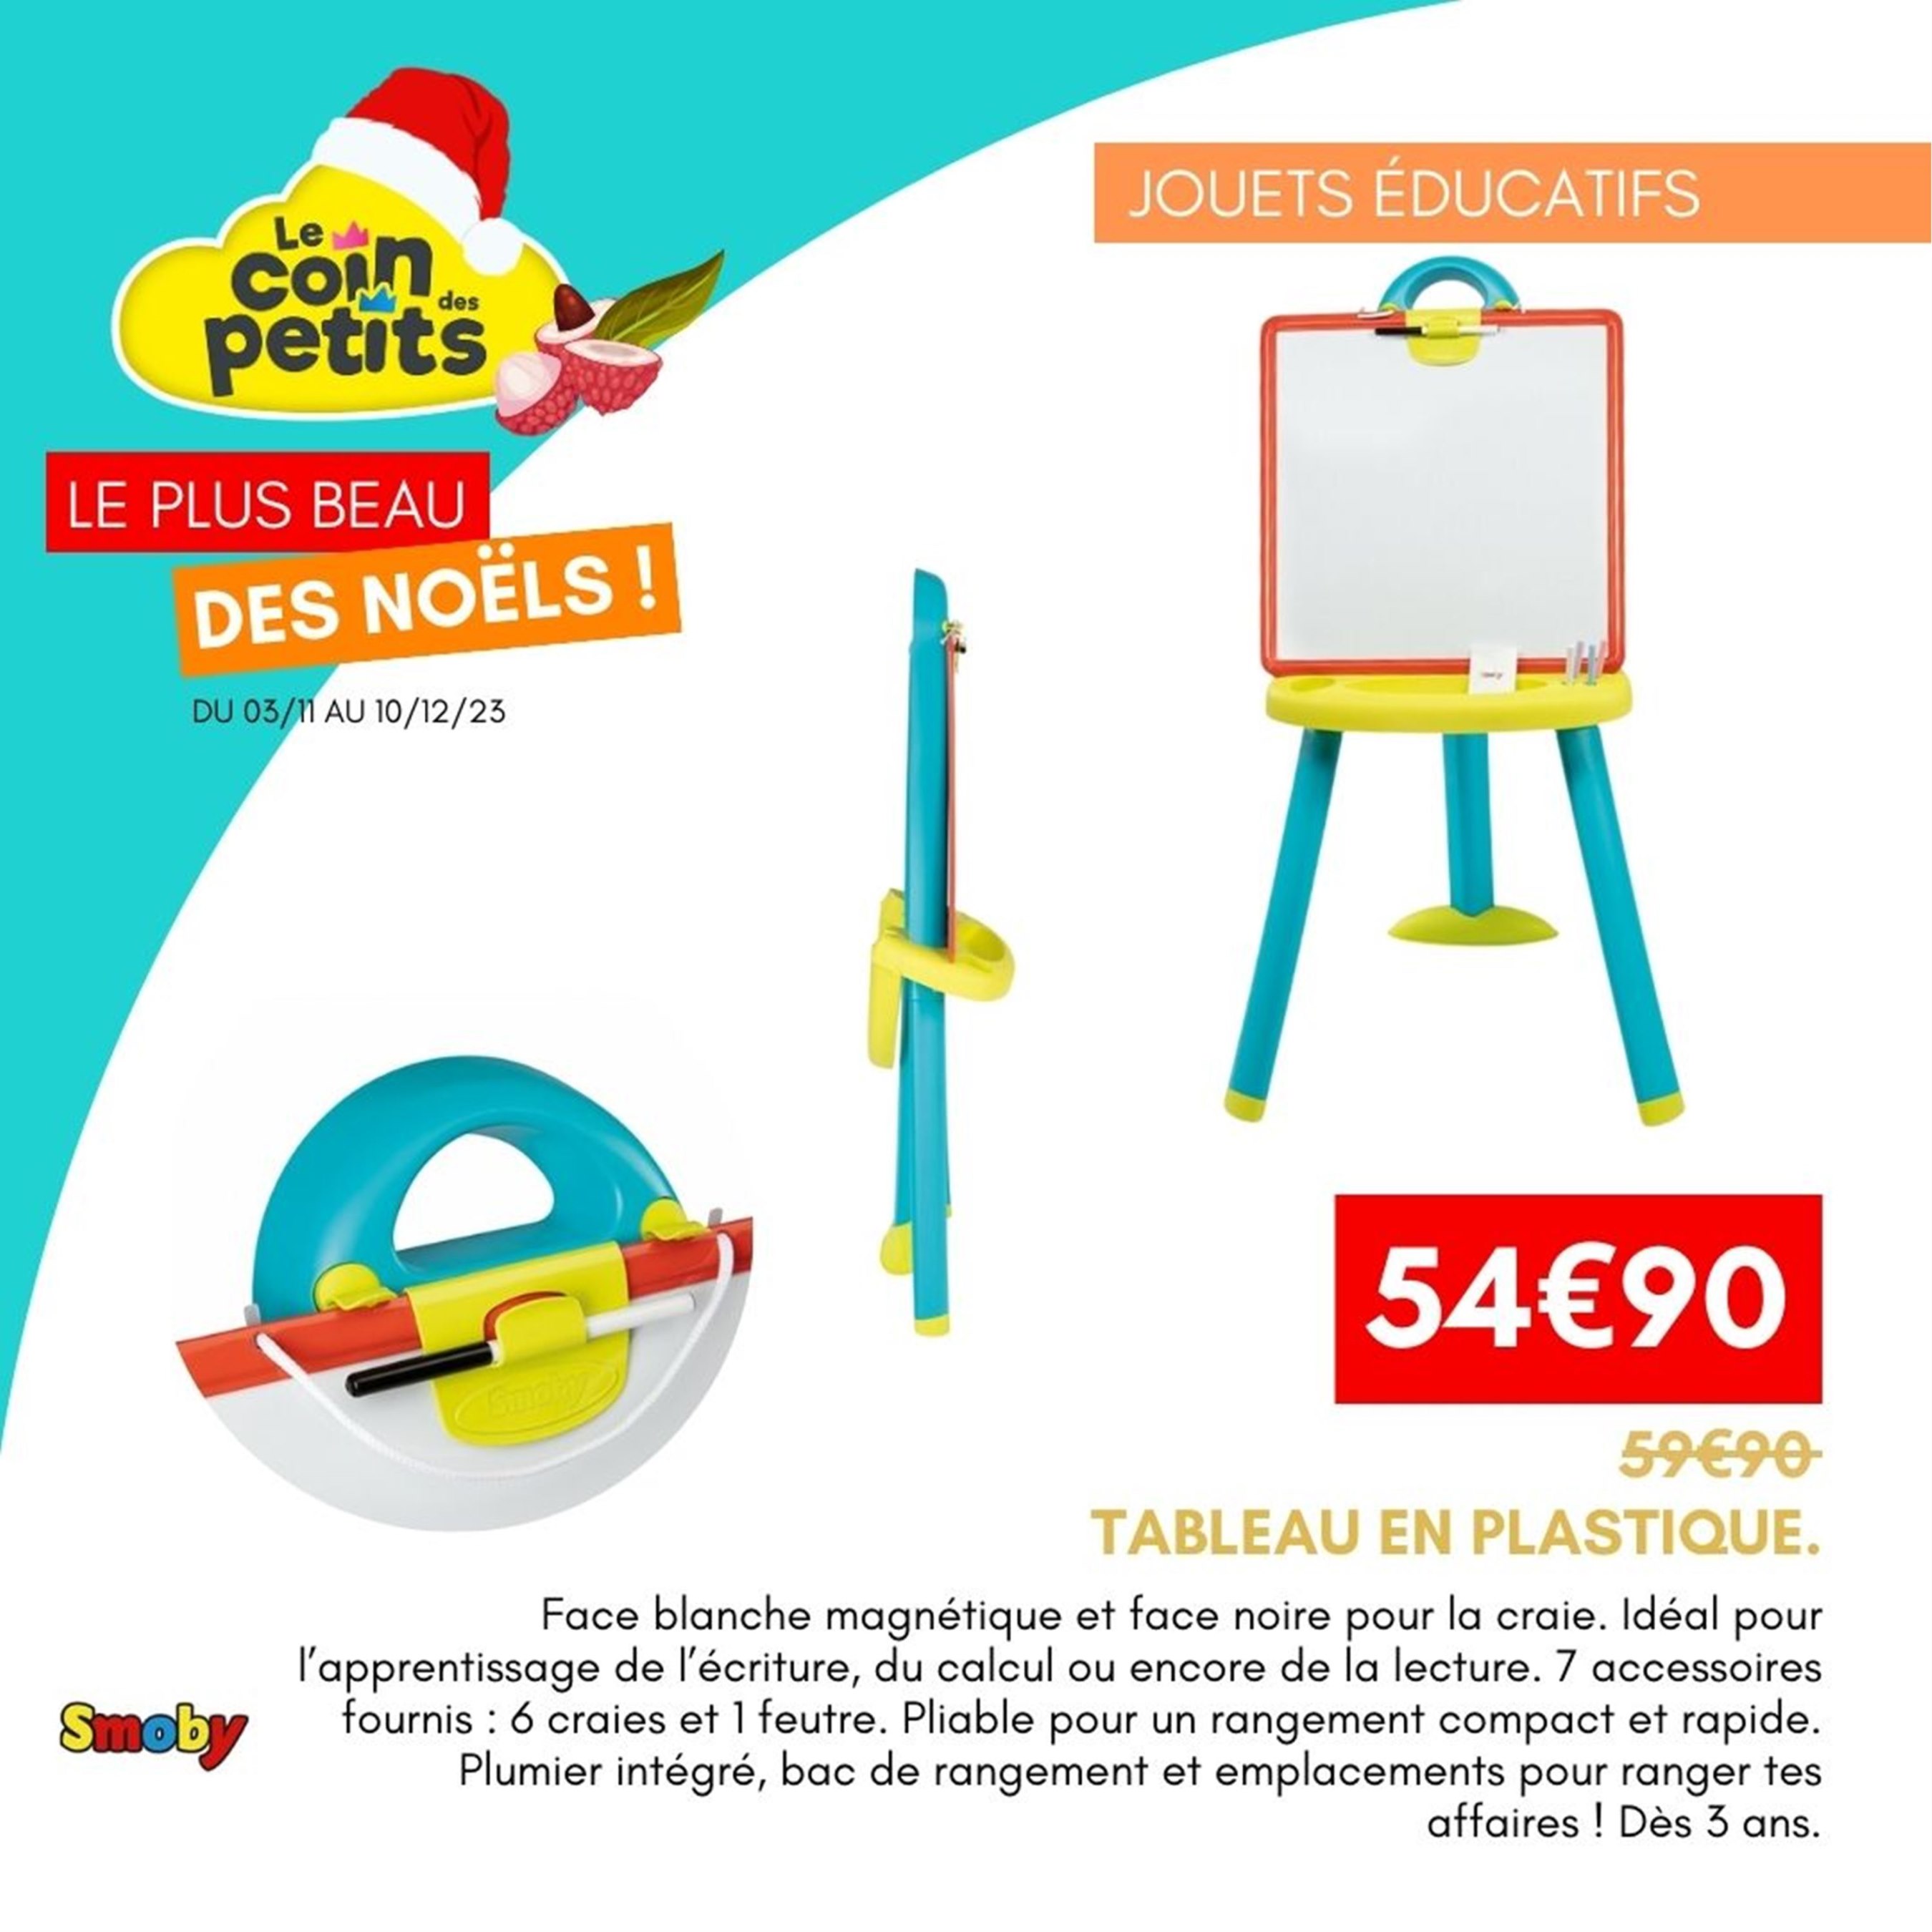 Le
coin
des
petits
JOUETS ÉDUCATIFS
LE PLUS BEAU
DES NOËLS !
DU 03/11 AU 10/12/23
Smoby
54€90
59€90
TABLEAU EN PLASTIQUE.
Face blanche magnétique et face noire pour la craie. Idéal pour
l'apprentissage de l'écriture, du calcul ou encore de la lecture. 7 accessoires
fournis : 6 craies et 1 feutre. Pliable pour un rangement compact et rapide.
Plumier intégré, bac de rangement et emplacements pour ranger tes
affaires ! Dès 3 ans.
Smoby